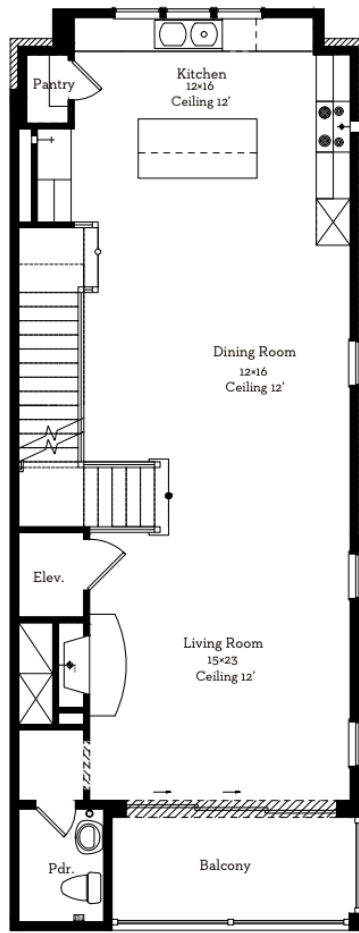 Pantry
Kitchen
12×16
Ceiling 12'
Dining Room
12×16
Ceiling 12'
Elev.
Living Room
15×23
Ceiling 12'
Pdr.
Balcony